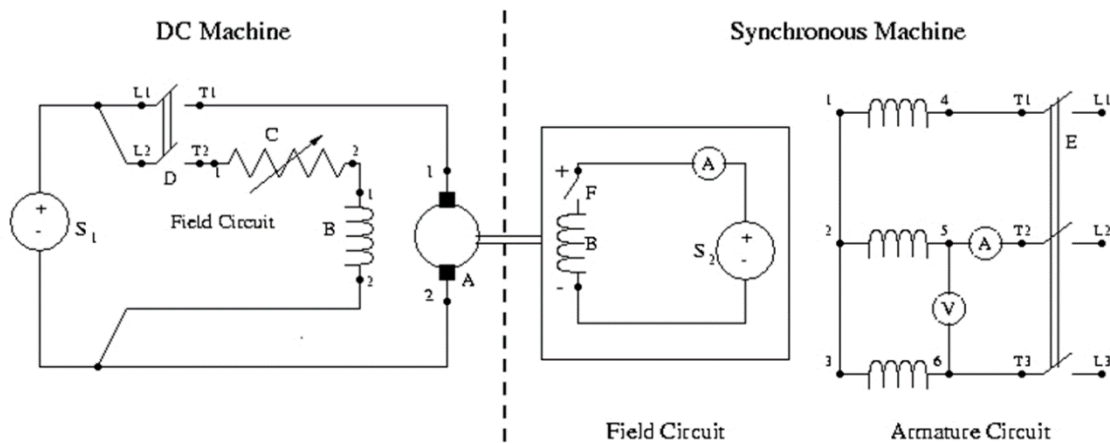 DC Machine
Synchronous Machine
L1 T1
L2 T2
D
1
C
2
Field Circuit
+
-
S1
1
B
2
1
2
A
+
F
B
-
A
+
-
S2
Field Circuit
1 4 T1 L1
E
2 5 A T2 L2
V
3 6 T3 L3
Armature Circuit